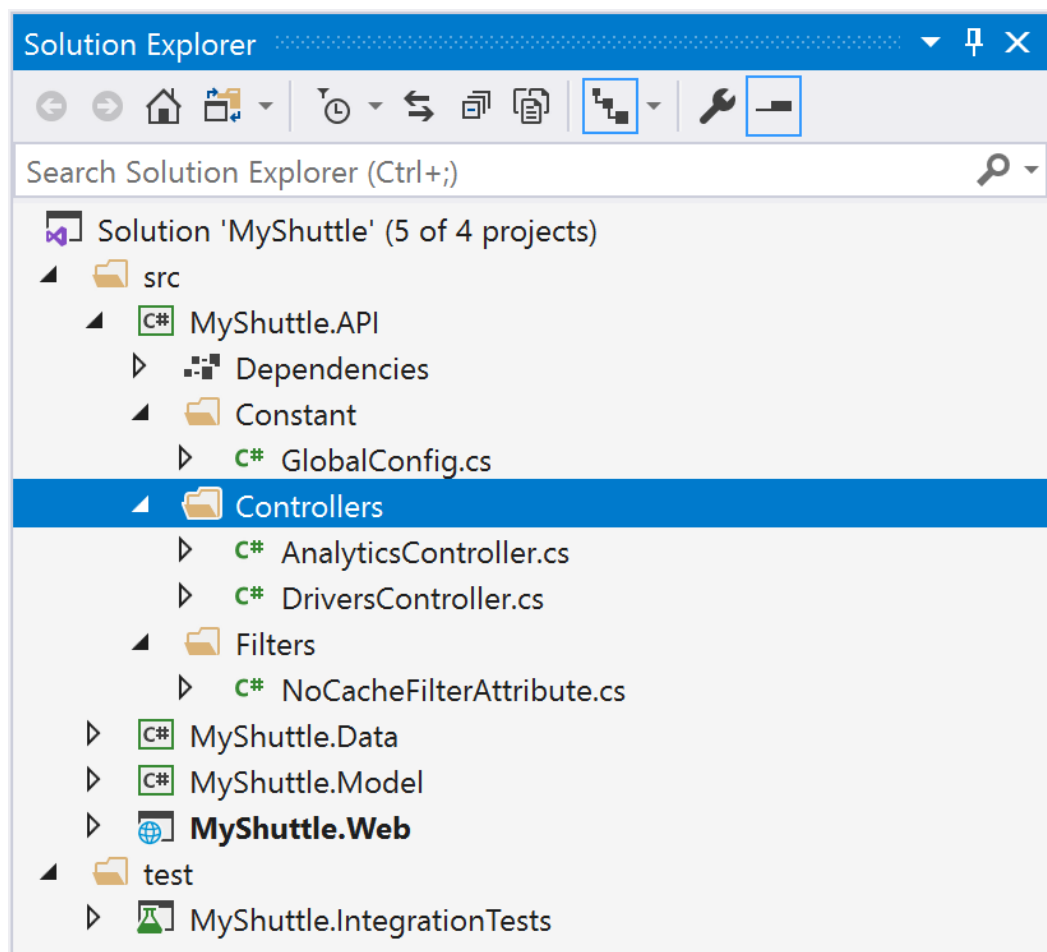 Solution Explorer
Search Solution Explorer (Ctrl+;)
Solution 'MyShuttle' (5 of 4 projects)
src
C# MyShuttle.API
Dependencies
Constant
C# GlobalConfig.cs
Controllers
C# AnalyticsController.cs
C# DriversController.cs
Filters
C# NoCacheFilterAttribute.cs
C# MyShuttle.Data
C# MyShuttle.Model
MyShuttle.Web
test
MyShuttle.IntegrationTests